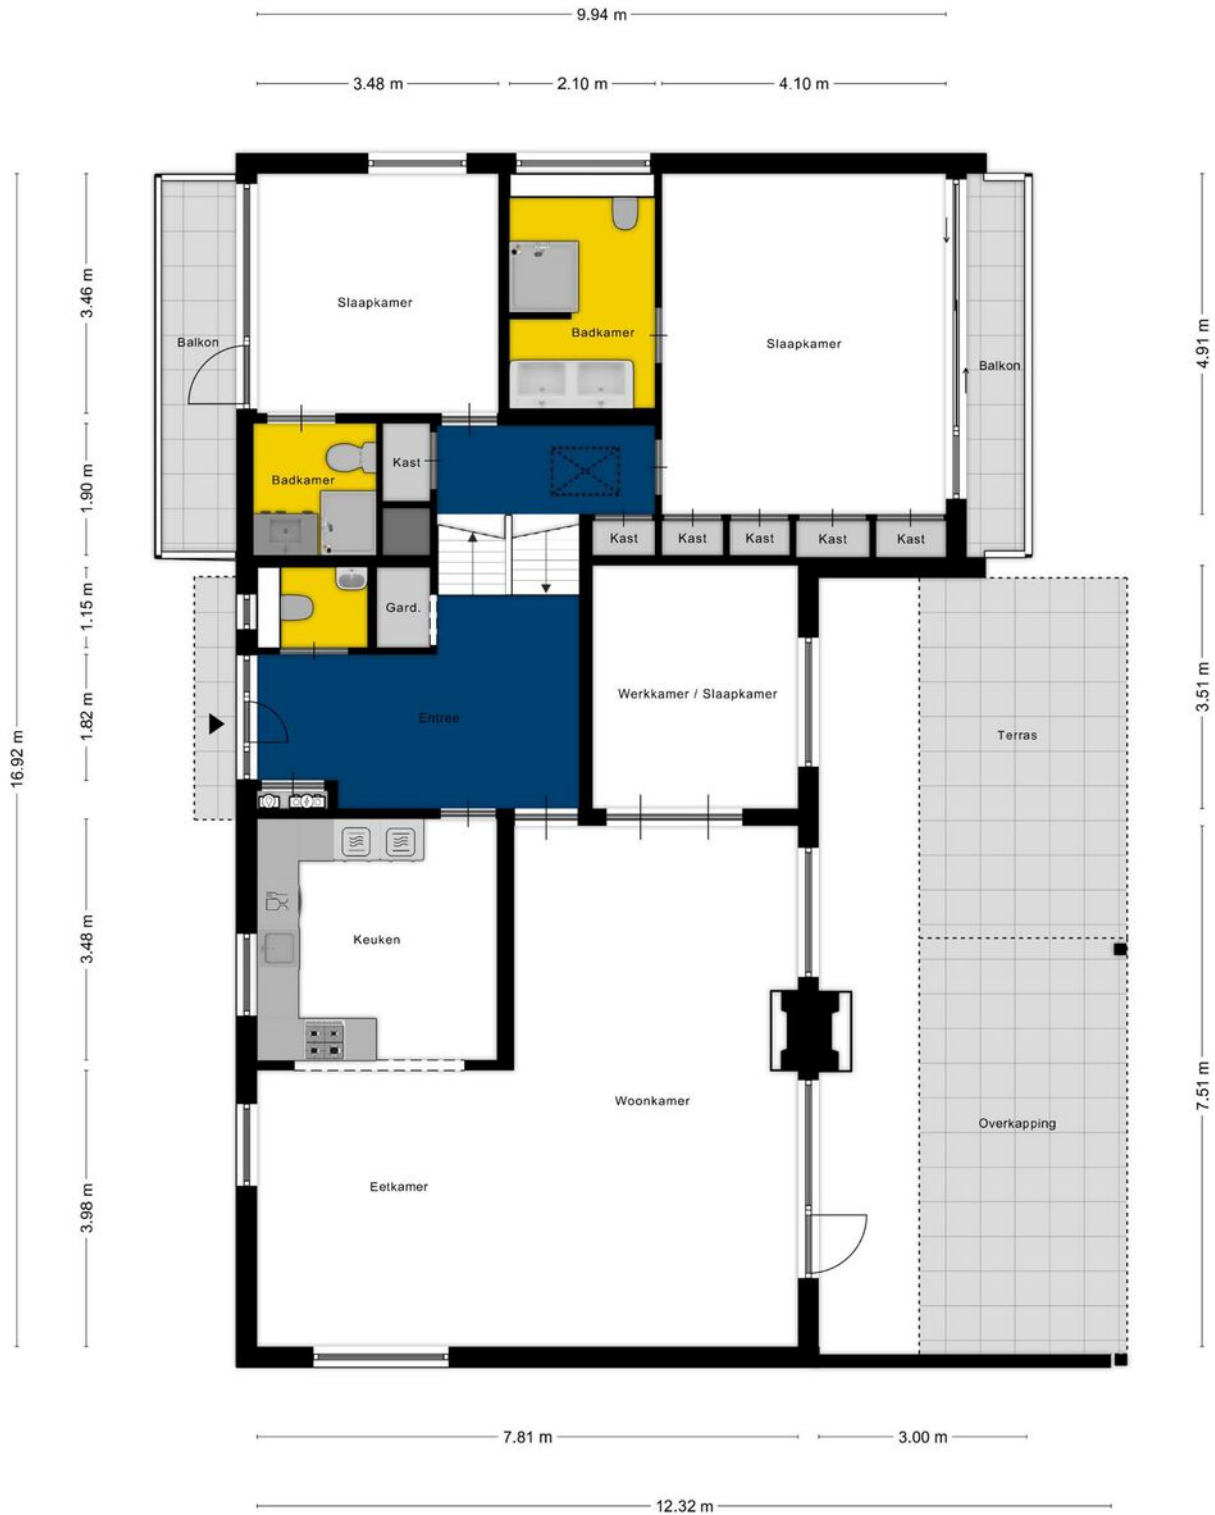 9.94 m
3.48 m
2.10 m
4.10 m
16.92 m
3.46 m
1.90 m
1.15 m
1.82 m
3.48 m
3.98 m
4.91 m
3.51 m
7.51 m
Slaapkamer
Badkamer
Slaapkamer
Balkon
Balkon
Badkamer
Kast
Kast
Kast
Kast
Kast
Kast
Gard.
Werkkamer / Slaapkamer
Entree
Terras
Keuken
Woonkamer
Overkapping
Eetkamer
7.81 m
3.00 m
12.32 m